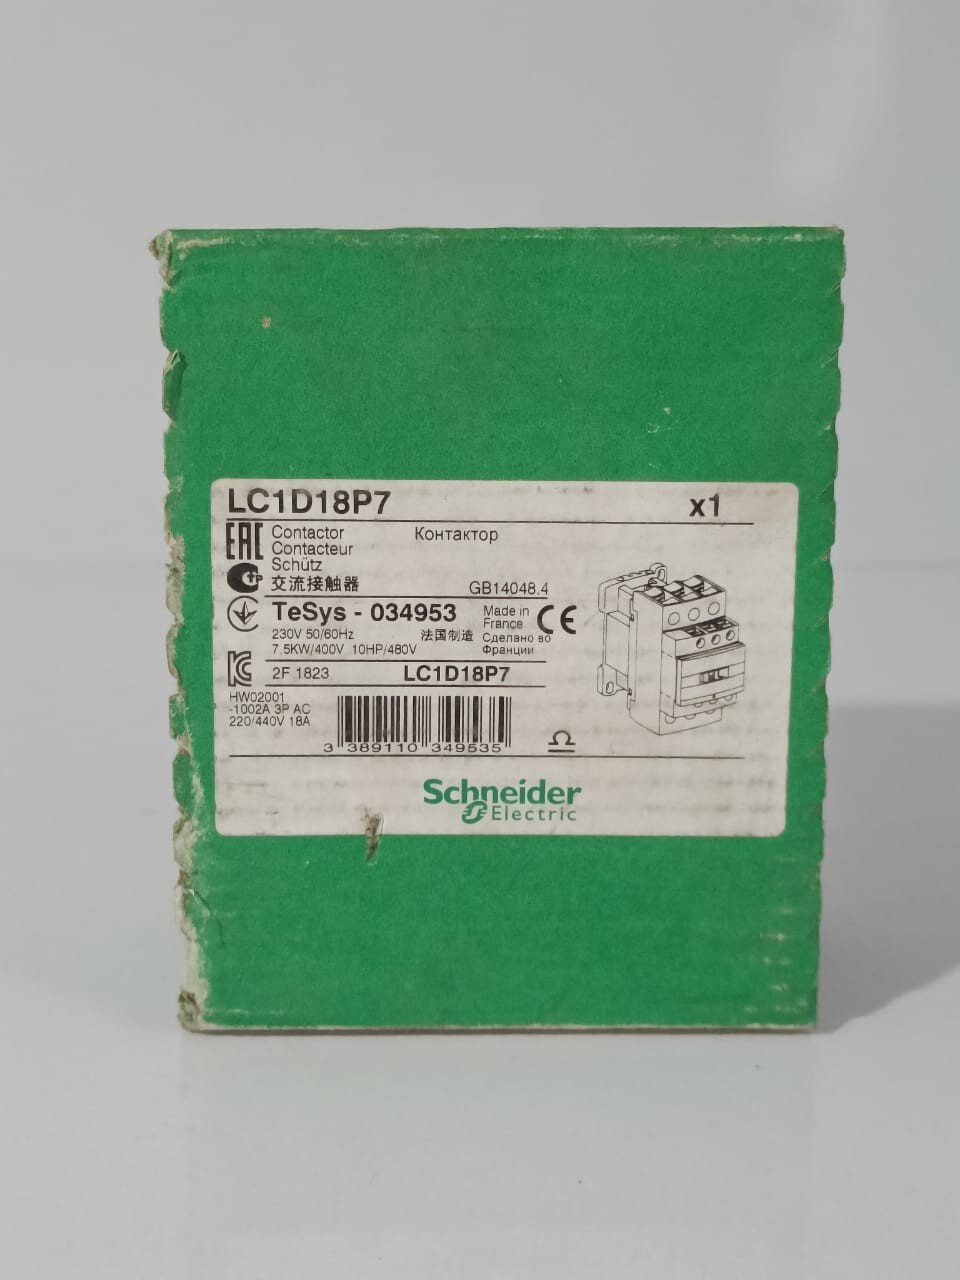 LC1D18P7 x1
EAC Contactor Контактор
Contacteur
Schütz
交流接触器 GB14048.4
TeSys - 034953 Made in France CE
230V 50/60Hz 法国制造 Сделано во
7,5KW/400V 10HP/480V Франции
2F 1823 LC1D18P7
HW02001
-1002A 3P AC
220/440V 18A
3 389110 349535
Schneider
Electric